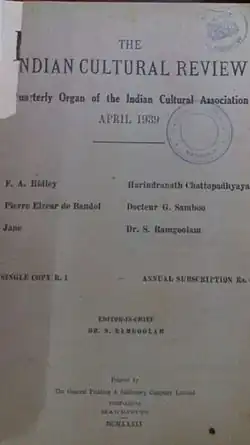 THE
INDIAN CULTURAL REVIEW
Quarterly Organ of the Indian Cultural Association
APRIL 1939
F. A. Ridley Harindranath Chattopadhyaya
Pierre Elzear de Bandol Docteur G. Samboo
Jane Dr. S. Ramgoolam
SINGLE COPY R. 1 — ANNUAL SUBSCRIPTION Rs.
EDITOR-IN-CHIEF
DR. S. RAMGOOLAM
Printed by
The General Printing & Stationery Company Limited
MAURITIUS